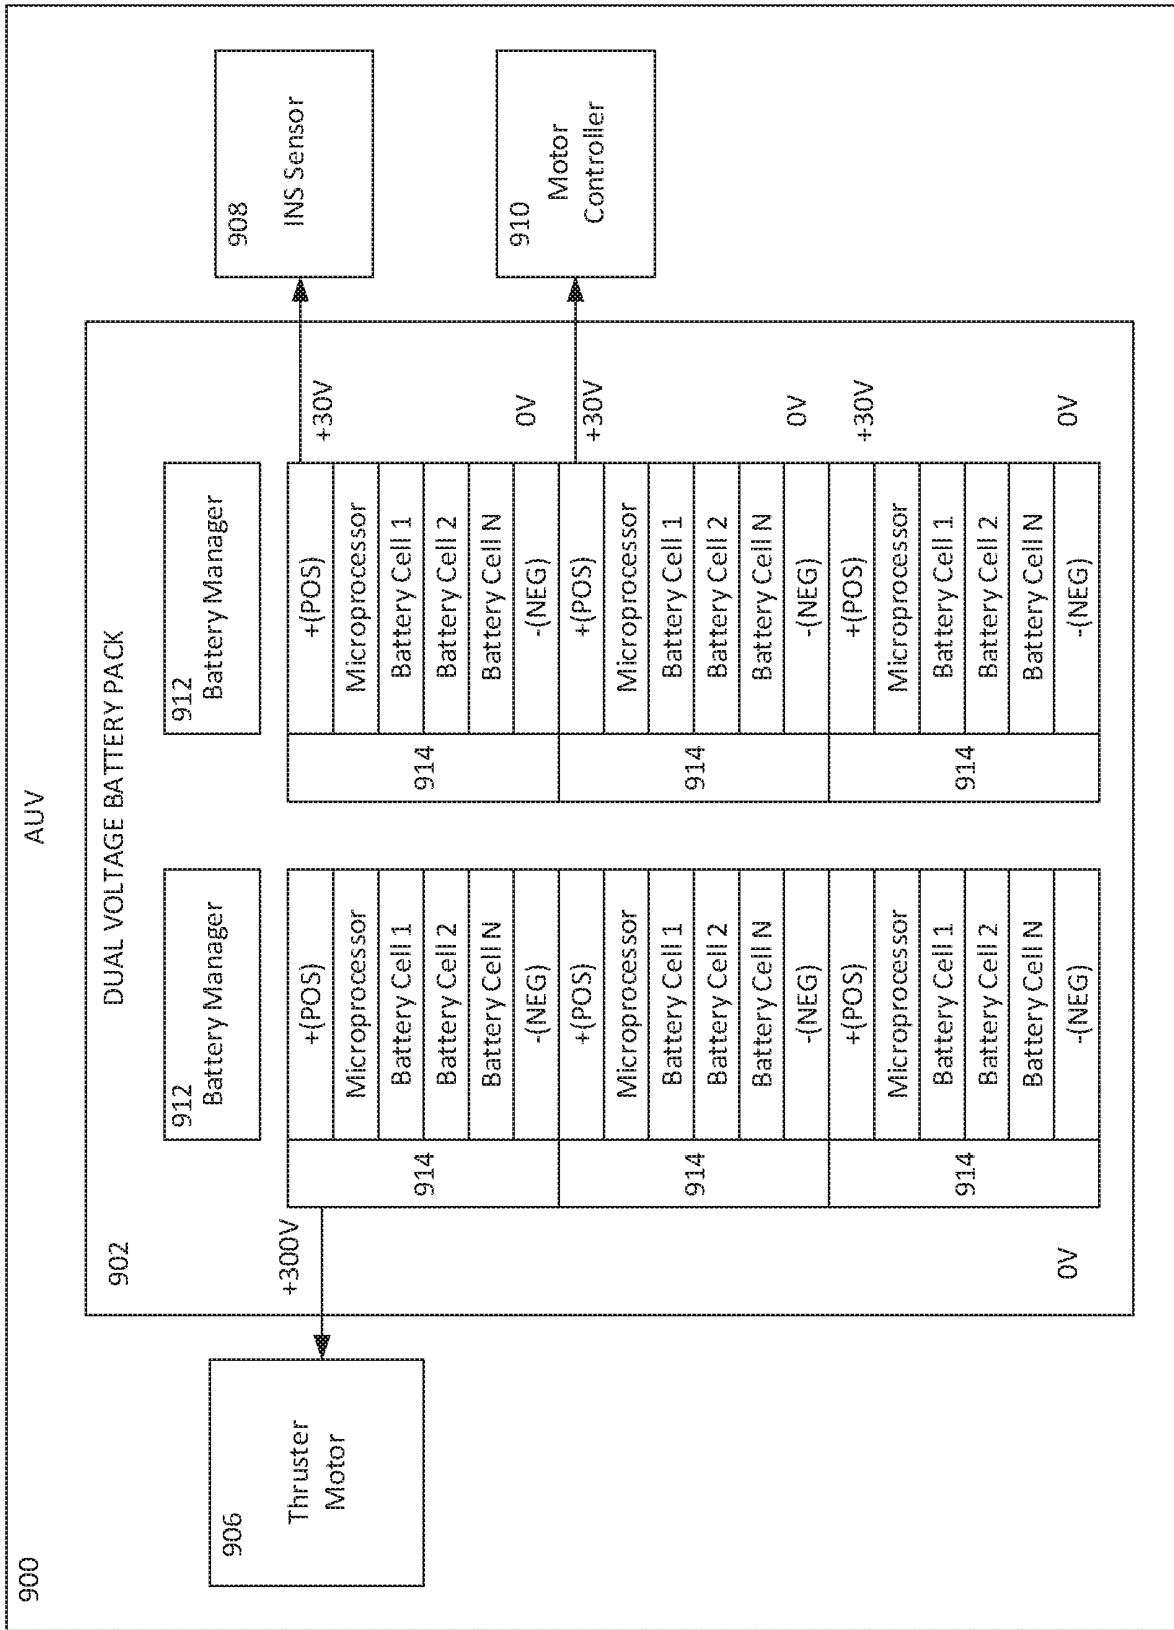 900
AUV
902
DUAL VOLTAGE BATTERY PACK
906
Thruster
Motor
+300V
0V
912
Battery Manager
914
+(POS)
Microprocessor
Battery Cell 1
Battery Cell 2
Battery Cell N
-(NEG)
914
+(POS)
Microprocessor
Battery Cell 1
Battery Cell 2
Battery Cell N
-(NEG)
914
+(POS)
Microprocessor
Battery Cell 1
Battery Cell 2
Battery Cell N
-(NEG)
912
Battery Manager
914
+(POS)
Microprocessor
Battery Cell 1
Battery Cell 2
Battery Cell N
-(NEG)
914
+(POS)
Microprocessor
Battery Cell 1
Battery Cell 2
Battery Cell N
-(NEG)
914
+(POS)
Microprocessor
Battery Cell 1
Battery Cell 2
Battery Cell N
-(NEG)
+30V
0V
+30V
0V
+30V
0V
908
INS Sensor
910
Motor
Controller